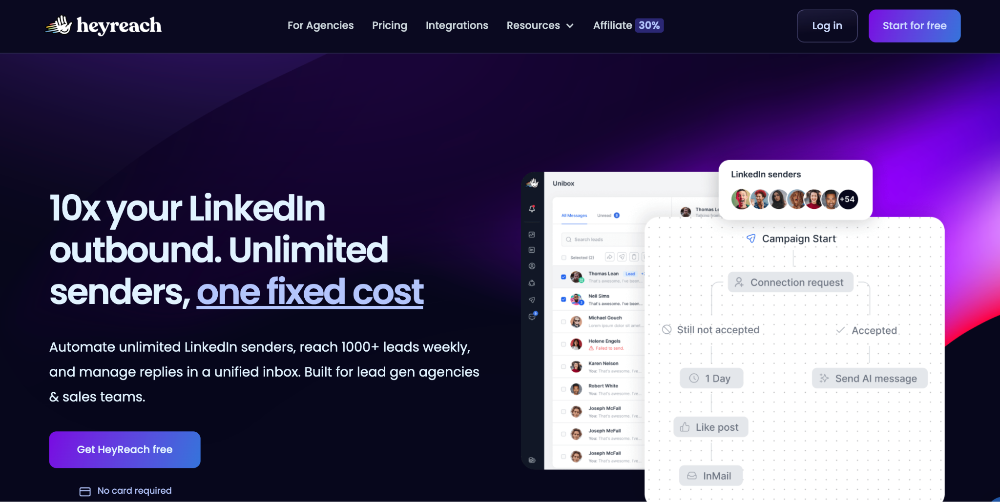 heyreach
For Agencies
Pricing
Integrations
Resources
Affiliate 30%
Log in
Start for free
10x your LinkedIn
outbound. Unlimited
senders, one fixed cost
Automate unlimited LinkedIn senders, reach 1000+ leads weekly,
and manage replies in a unified inbox. Built for lead gen agencies
& sales teams.
Get HeyReach free
No card required
Unibox
All Messages
Unread 8
Search leads
Selected (2)
Thomas Lean Lead
That's awesome. I've been...
Neil Sims
That's awesome. I've been...
3
Michael Gouch
Lorem ipsum dolor sit amet...
Helene Engels
Failed to send.
Karen Nelson
You: That's awesome. I've...
Robert White
You: That's awesome. I've...
Joseph McFall
You: That's awesome. I've...
Joseph McFall
You: That's awesome. I've...
Joseph McFall
You: That's awesome. I've...
5
in
Thomas
Talking from
LinkedIn senders
+54
Campaign Start
Connection request
Still not accepted
Accepted
1 Day
Send AI message
Like post
InMail